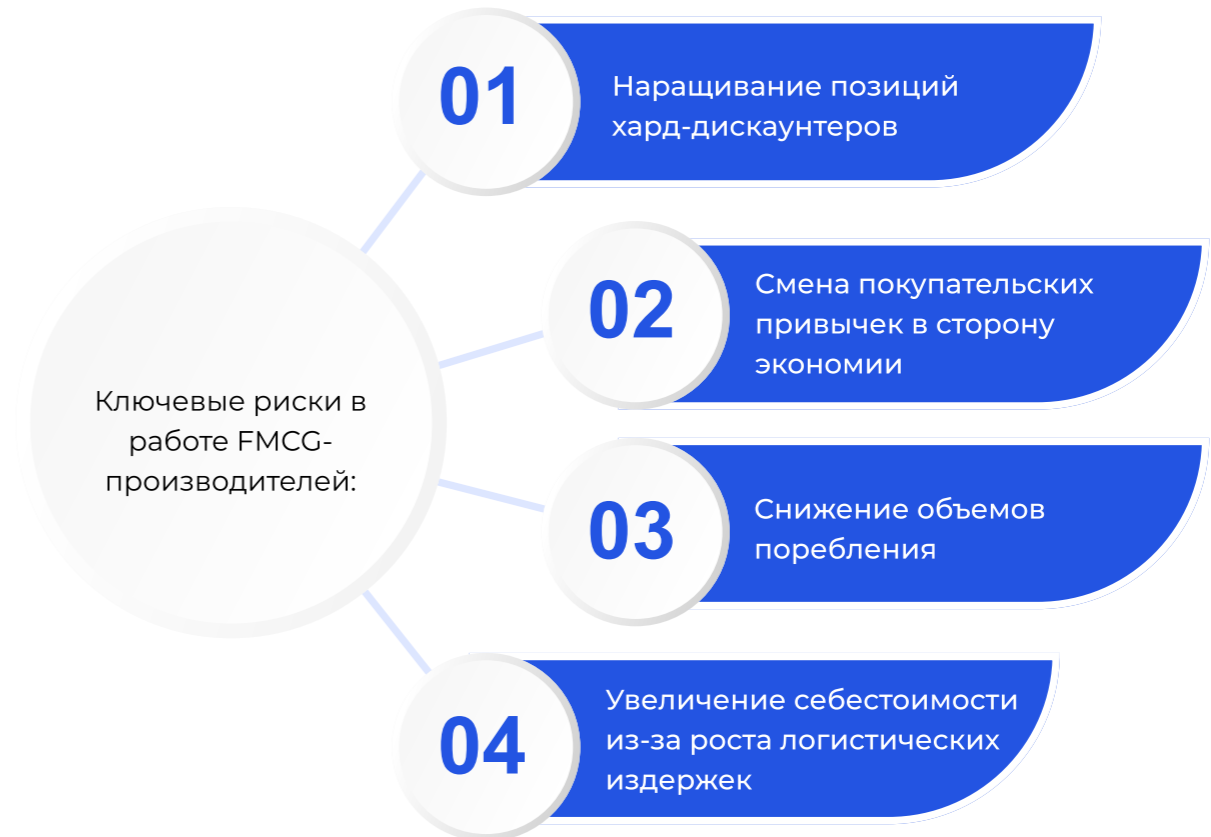 01
Наращивание позиций
хард-дискаунтеров
02
Смена покупательских
привычек в сторону
экономии
Ключевые риски в
работе FMCG-
производителей:
03
Снижение объемов
поребления
04
Увеличение себестоимости
из-за роста логистических
издержек